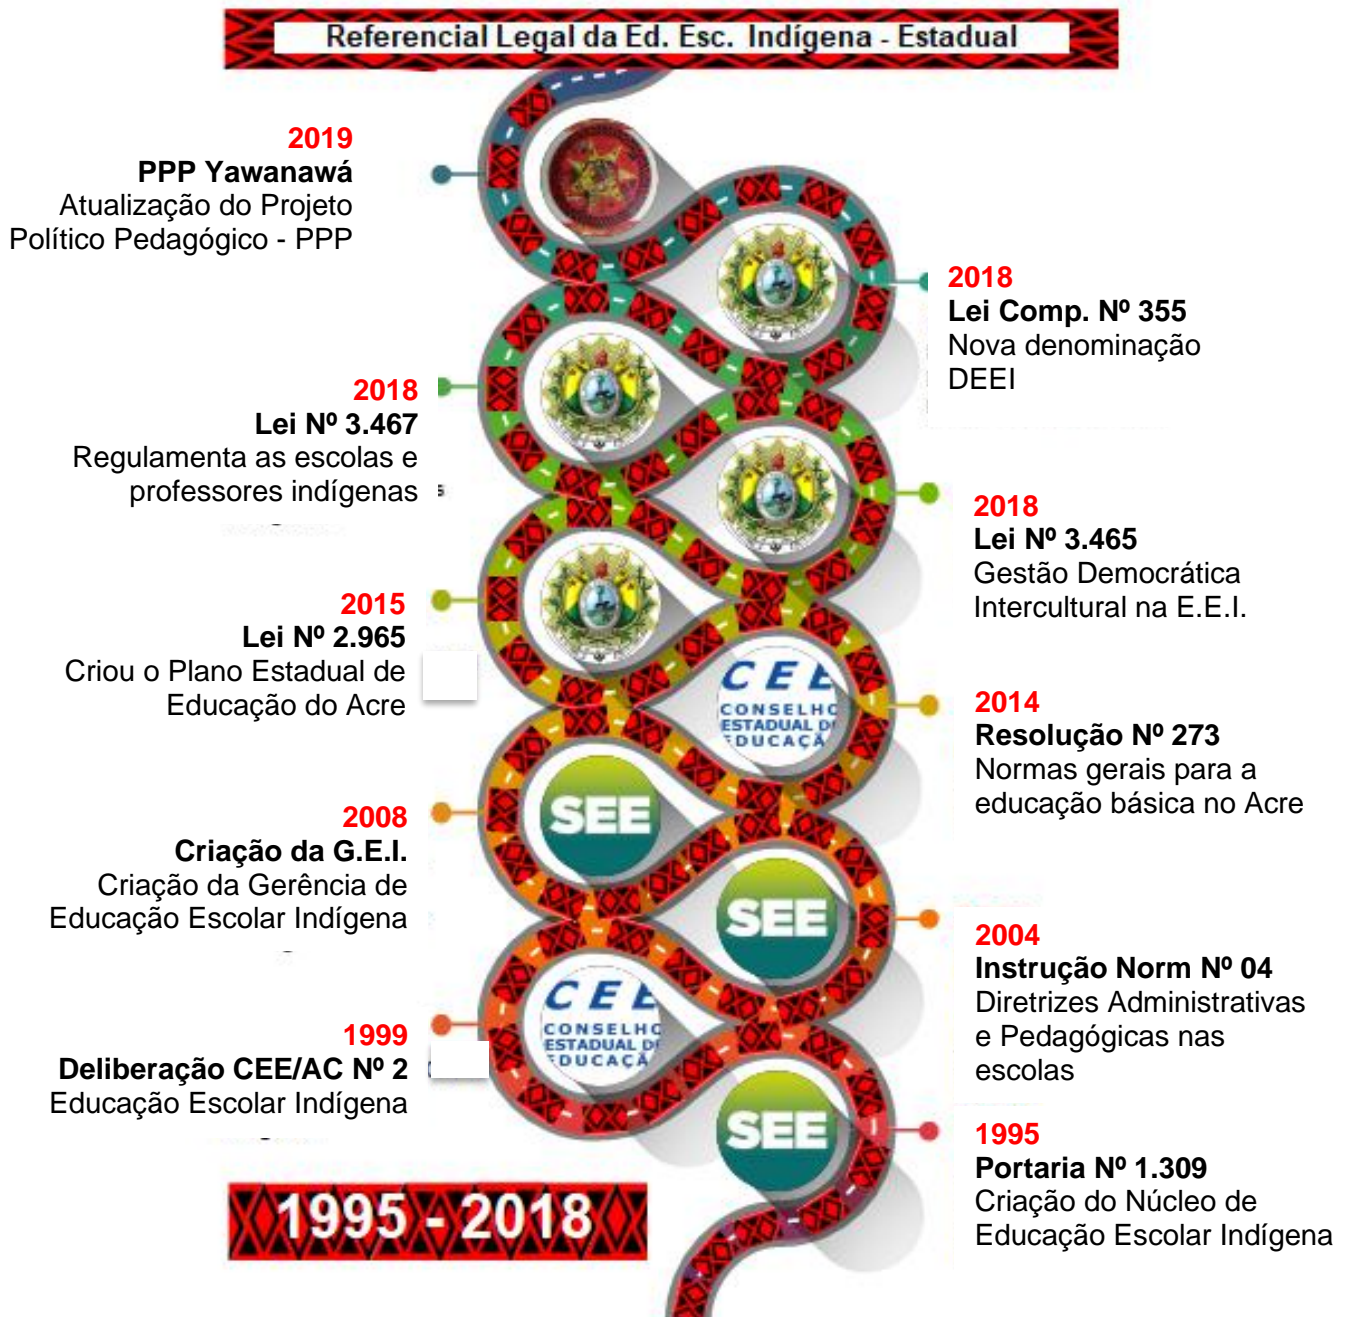 Referencial Legal da Ed. Esc. Indígena - Estadual
2019
PPP Yawanawá
Atualização do Projeto
Político Pedagógico - PPP
2018
Lei Comp. Nº 355
Nova denominação
DEEI
2018
Lei Nº 3.467
Regulamenta as escolas e
professores indígenas
2018
Lei Nº 3.465
Gestão Democrática
Intercultural na E.E.I.
2015
Lei Nº 2.965
Criou o Plano Estadual de
Educação do Acre
CEE
CONSELHO
ESTADUAL D
EDUCAÇÃ
2014
Resolução Nº 273
Normas gerais para a
educação básica no Acre
SEE
2008
Criação da G.E.I.
Criação da Gerência de
Educação Escolar Indígena
SEE
2004
Instrução Norm Nº 04
Diretrizes Administrativas
e Pedagógicas nas
escolas
CEE
CONSELHO
ESTADUAL D
EDUCAÇÃ
1999
Deliberação CEE/AC Nº 2
Educação Escolar Indígena
SEE
1995
Portaria Nº 1.309
Criação do Núcleo de
Educação Escolar Indígena
1995 - 2018